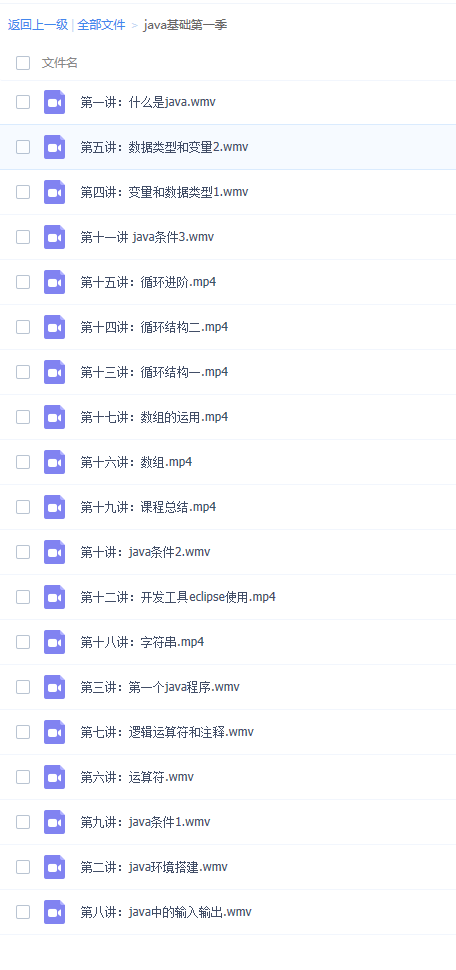 返回上一级 | 全部文件 > java基础第一季
文件名
第一讲：什么是java.wmv
第五讲：数据类型和变量2.wmv
第四讲：变量和数据类型1.wmv
第十一讲 java条件3.wmv
第十五讲：循环进阶.mp4
第十四讲：循环结构二.mp4
第十三讲：循环结构一.mp4
第十七讲：数组的运用.mp4
第十六讲：数组.mp4
第十九讲：课程总结.mp4
第十讲：java条件2.wmv
第十二讲：开发工具eclipse使用.mp4
第十八讲：字符串.mp4
第三讲：第一个java程序.wmv
第七讲：逻辑运算符和注释.wmv
第六讲：运算符.wmv
第九讲：java条件1.wmv
第二讲：java环境搭建.wmv
第八讲：java中的输入输出.wmv